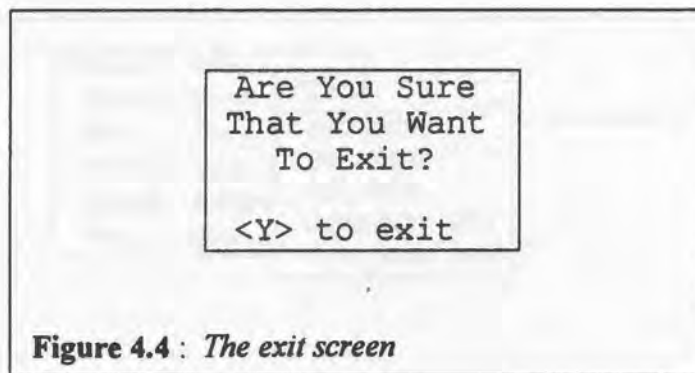 Are You Sure
That You Want
To Exit?
<Y> to exit
Figure 4.4 : The exit screen